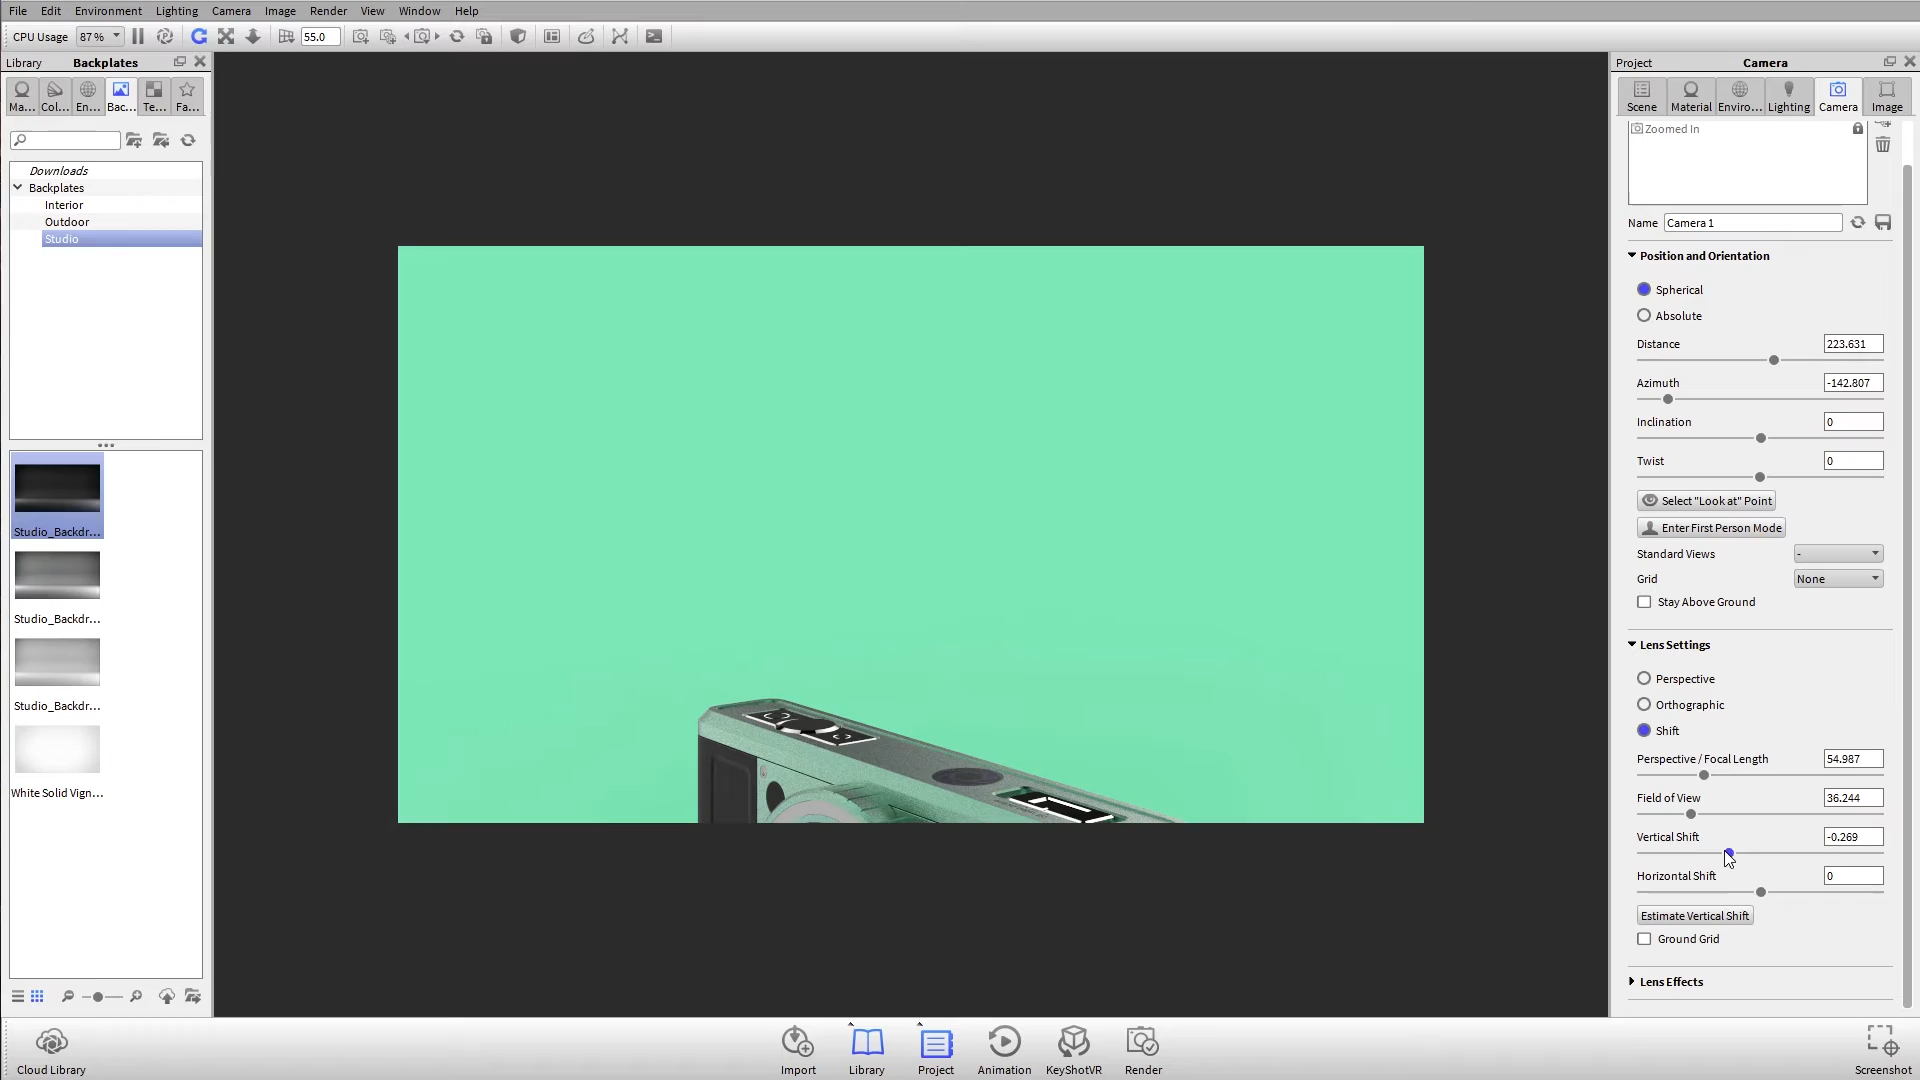 File Edit Environment Lighting Camera Image Render View Window Help
CPU Usage 87 % 55.0
Library Backplates
Ma... Col... En... Bac... Te... Fa...
Downloads
Backplates
Interior
Outdoor
Studio
Studio_Backdr...
Studio_Backdr...
Studio_Backdr...
White Solid Vign...
Project Camera
Scene Material Enviro... Lighting Camera Image
Zoomed In
Name Camera 1
Position and Orientation
Spherical
Absolute
Distance 223.631
Azimuth -142.807
Inclination 0
Twist 0
Select "Look at" Point
Enter First Person Mode
Standard Views -
Grid None
Stay Above Ground
Lens Settings
Perspective
Orthographic
Shift
Perspective / Focal Length 54.987
Field of View 36.244
Vertical Shift -0.269
Horizontal Shift 0
Estimate Vertical Shift
Ground Grid
Lens Effects
Cloud Library Import Library Project Animation KeyShotVR Render Screenshot